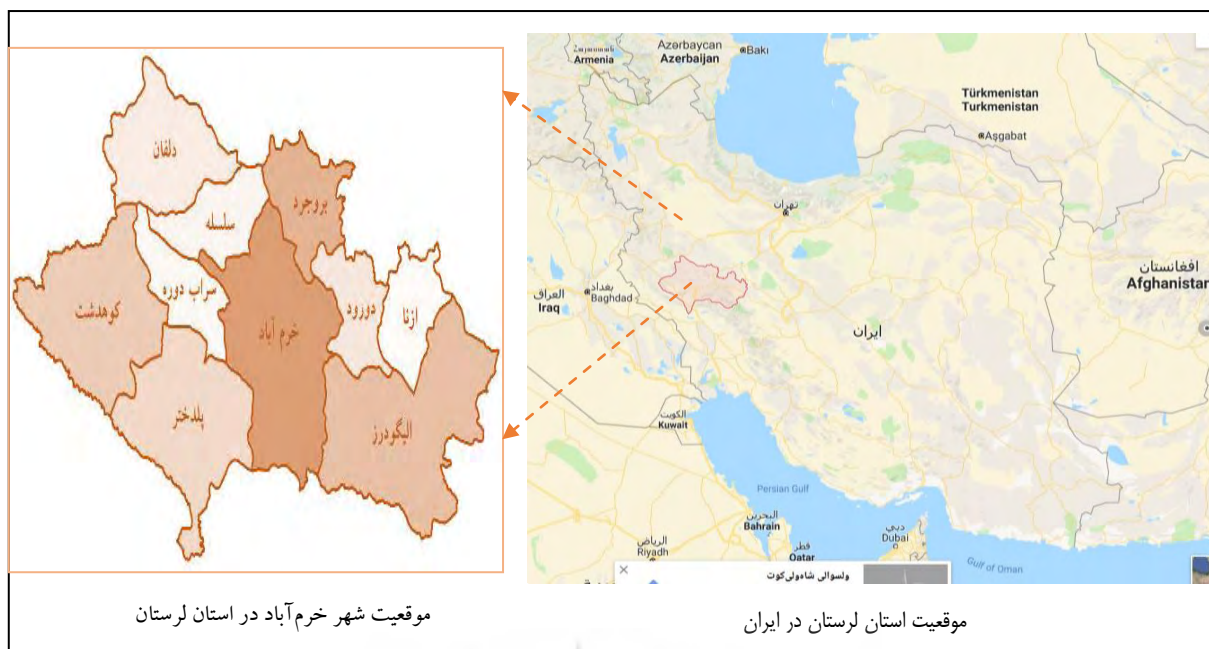 دلفان
بروجرد
سلسله
سراب دوره
کوهدشت
دورود
ازنا
خرم آباد
پلدختر
الیگودرز
Armenia
Azərbaycan
Azerbaijan
Bakı
Türkmenistan
Turkmenistan
Aşgabat
تهران
افغانستان
Afghanistan
بغداد
Baghdad
العراق
Iraq
ایران
الكويت
Kuwait
Persian Gulf
البحرين
Bahrain
دبي
Dubai
قطر
Qatar
الرياض
Riyadh
Gulf of Oman
ولسوالی شاه‌ولی‌کوت
موقعیت استان لرستان در ایران
موقعیت شهر خرم‌آباد در استان لرستان